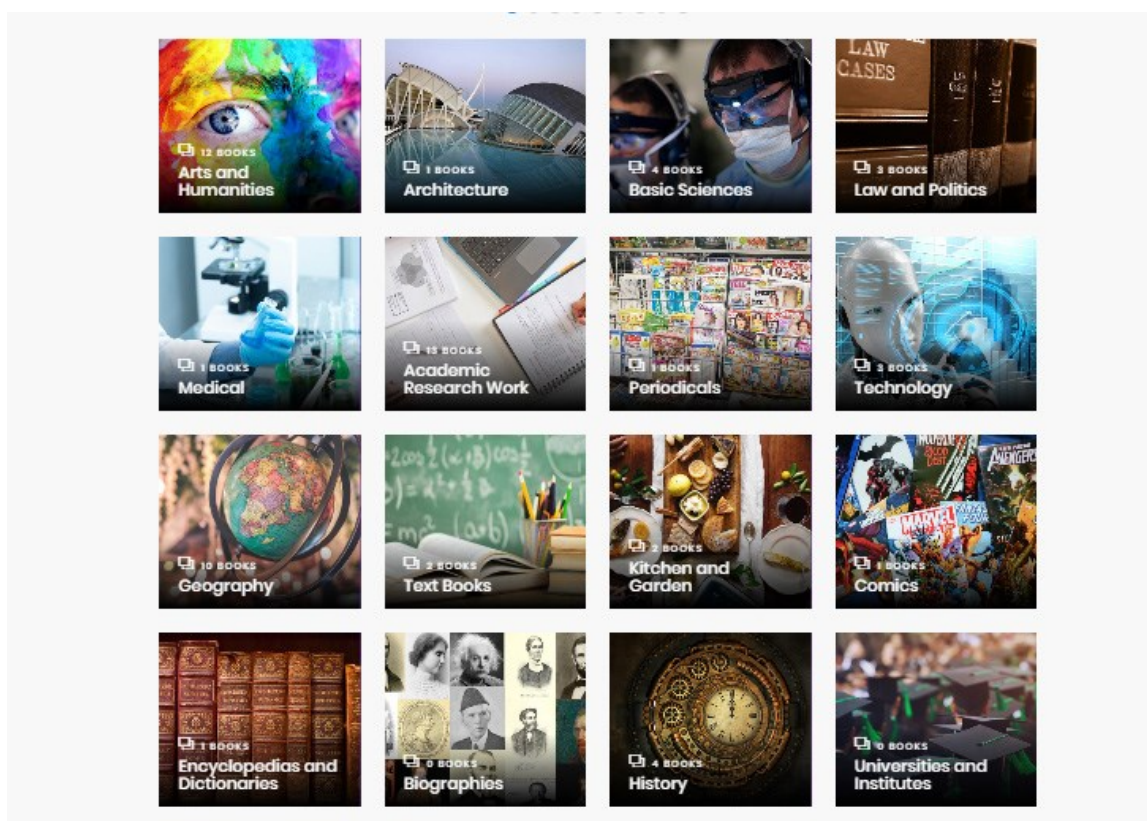 12 BOOKS
Arts and
Humanities
1 BOOKS
Architecture
4 BOOKS
Basic Sciences
LAW
CASES
3 BOOKS
Law and Politics
1 BOOKS
Medical
13 BOOKS
Academic
Research Work
1 BOOKS
Periodicals
3 BOOKS
Technology
10 BOOKS
Geography
2 BOOKS
Text Books
2 BOOKS
Kitchen and
Garden
AVENGERS
MARVEL
1 BOOKS
Comics
1 BOOKS
Encyclopedias and
Dictionaries
0 BOOKS
Biographies
4 BOOKS
History
0 BOOKS
Universities and
Institutes